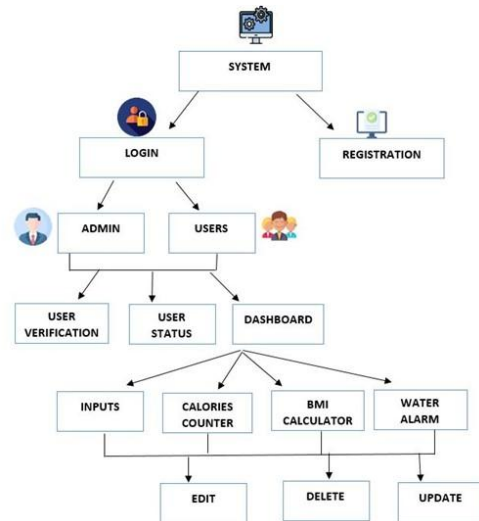 SYSTEM
LOGIN
REGISTRATION
ADMIN
USERS
USER
VERIFICATION
USER
STATUS
DASHBOARD
INPUTS
CALORIES
COUNTER
BMI
CALCULATOR
WATER
ALARM
EDIT
DELETE
UPDATE